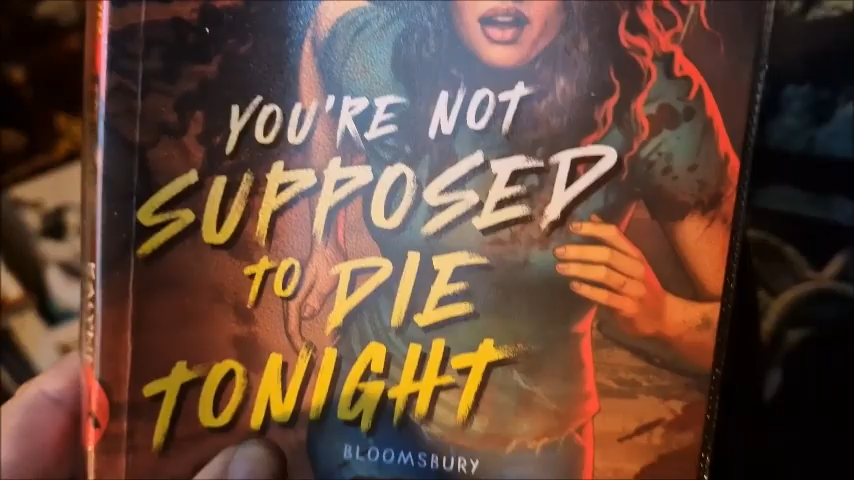 YOU'RE NOT
SUPPOSED
TO DIE
TONIGHT
BLOOMSBURY